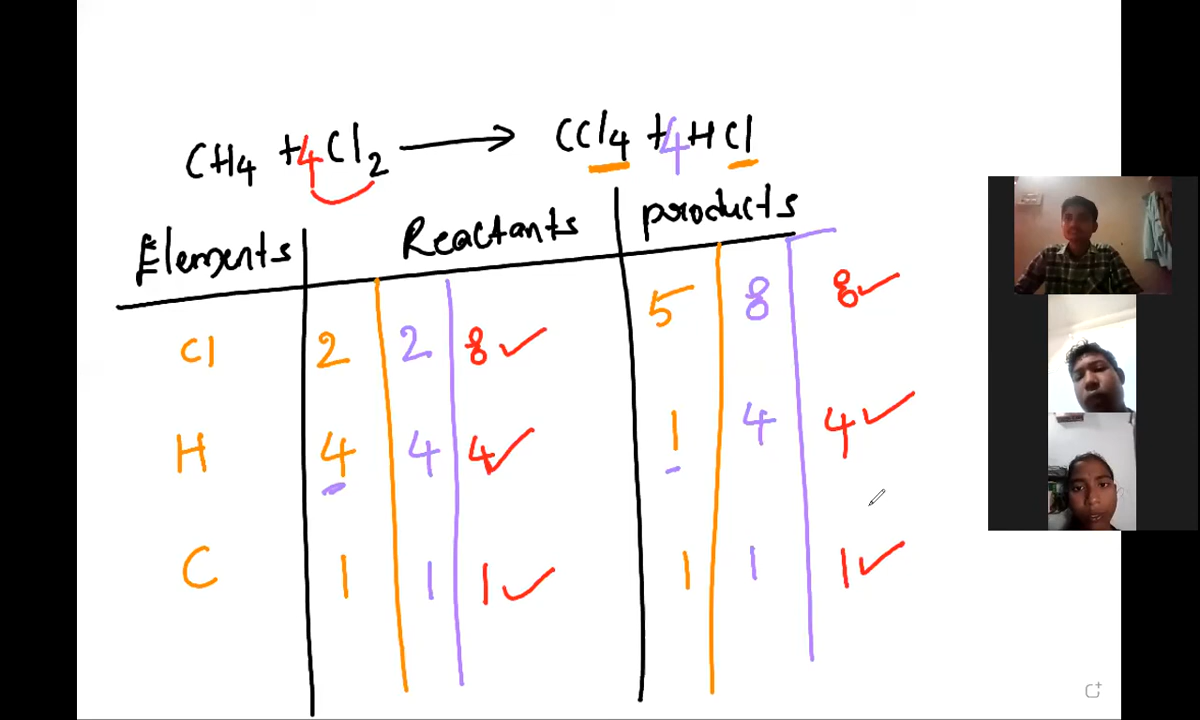 CH4 +4Cl2 ⟶ CCl4 +4HCl
Elements Reactants products
Cl 2 2 8 ✓ 5 8 8 ✓
H 4 4 4 ✓ 1 4 4 ✓
C 1 1 1 ✓ 1 1 1 ✓